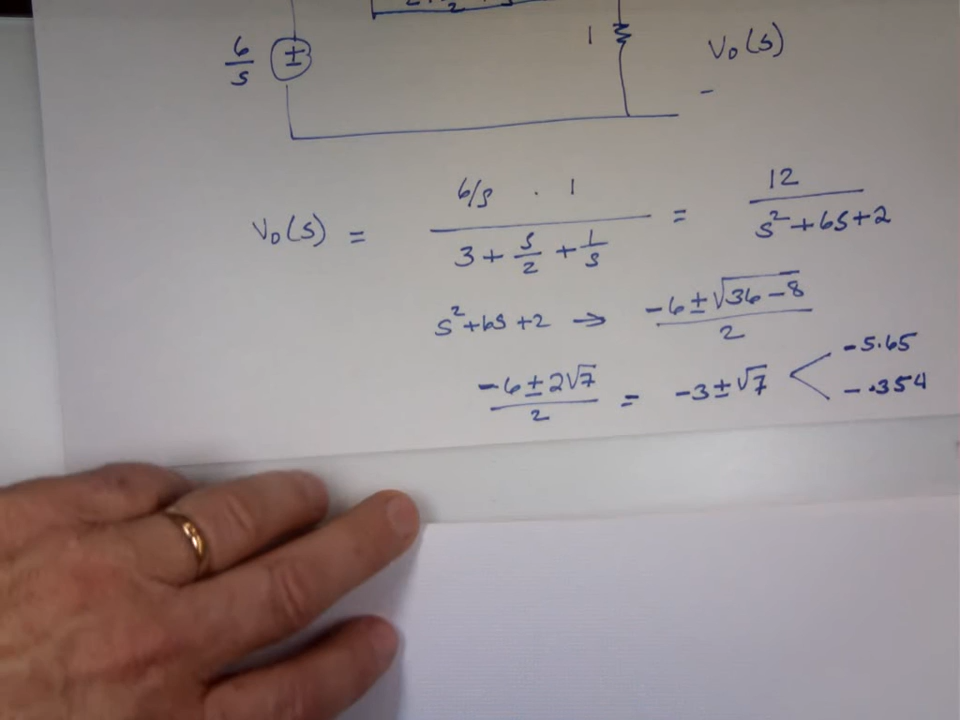 6/s ± 1 V₀(s)
-
V₀(s) = (6/s · 1)/(3 + s/2 + 1/s) = 12/(s² + 6s + 2)
s² + 6s + 2 → (-6 ± √(36 - 8))/2
(-6 ± 2√7)/2 = -3 ± √7 < -5.65
-.354